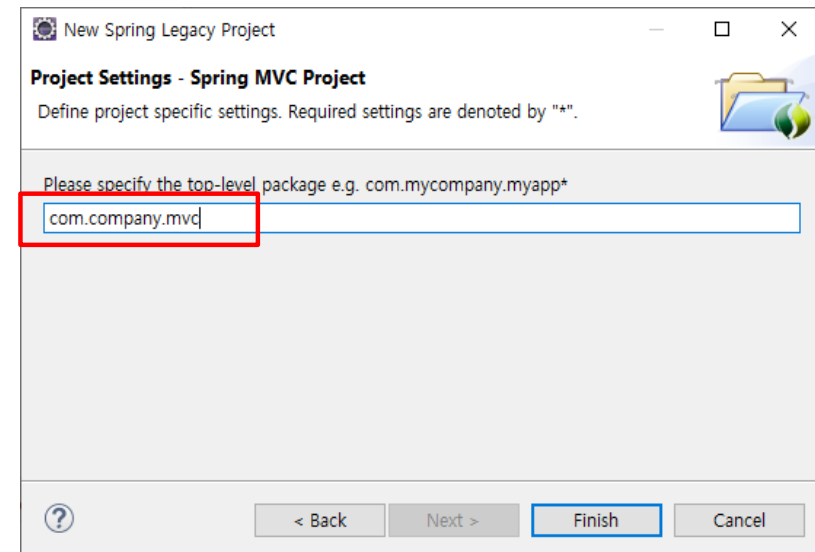 New Spring Legacy Project
Project Settings - Spring MVC Project
Define project specific settings. Required settings are denoted by "*".
Please specify the top-level package e.g. com.mycompany.myapp*
com.company.mvc
?
< Back Next > Finish Cancel